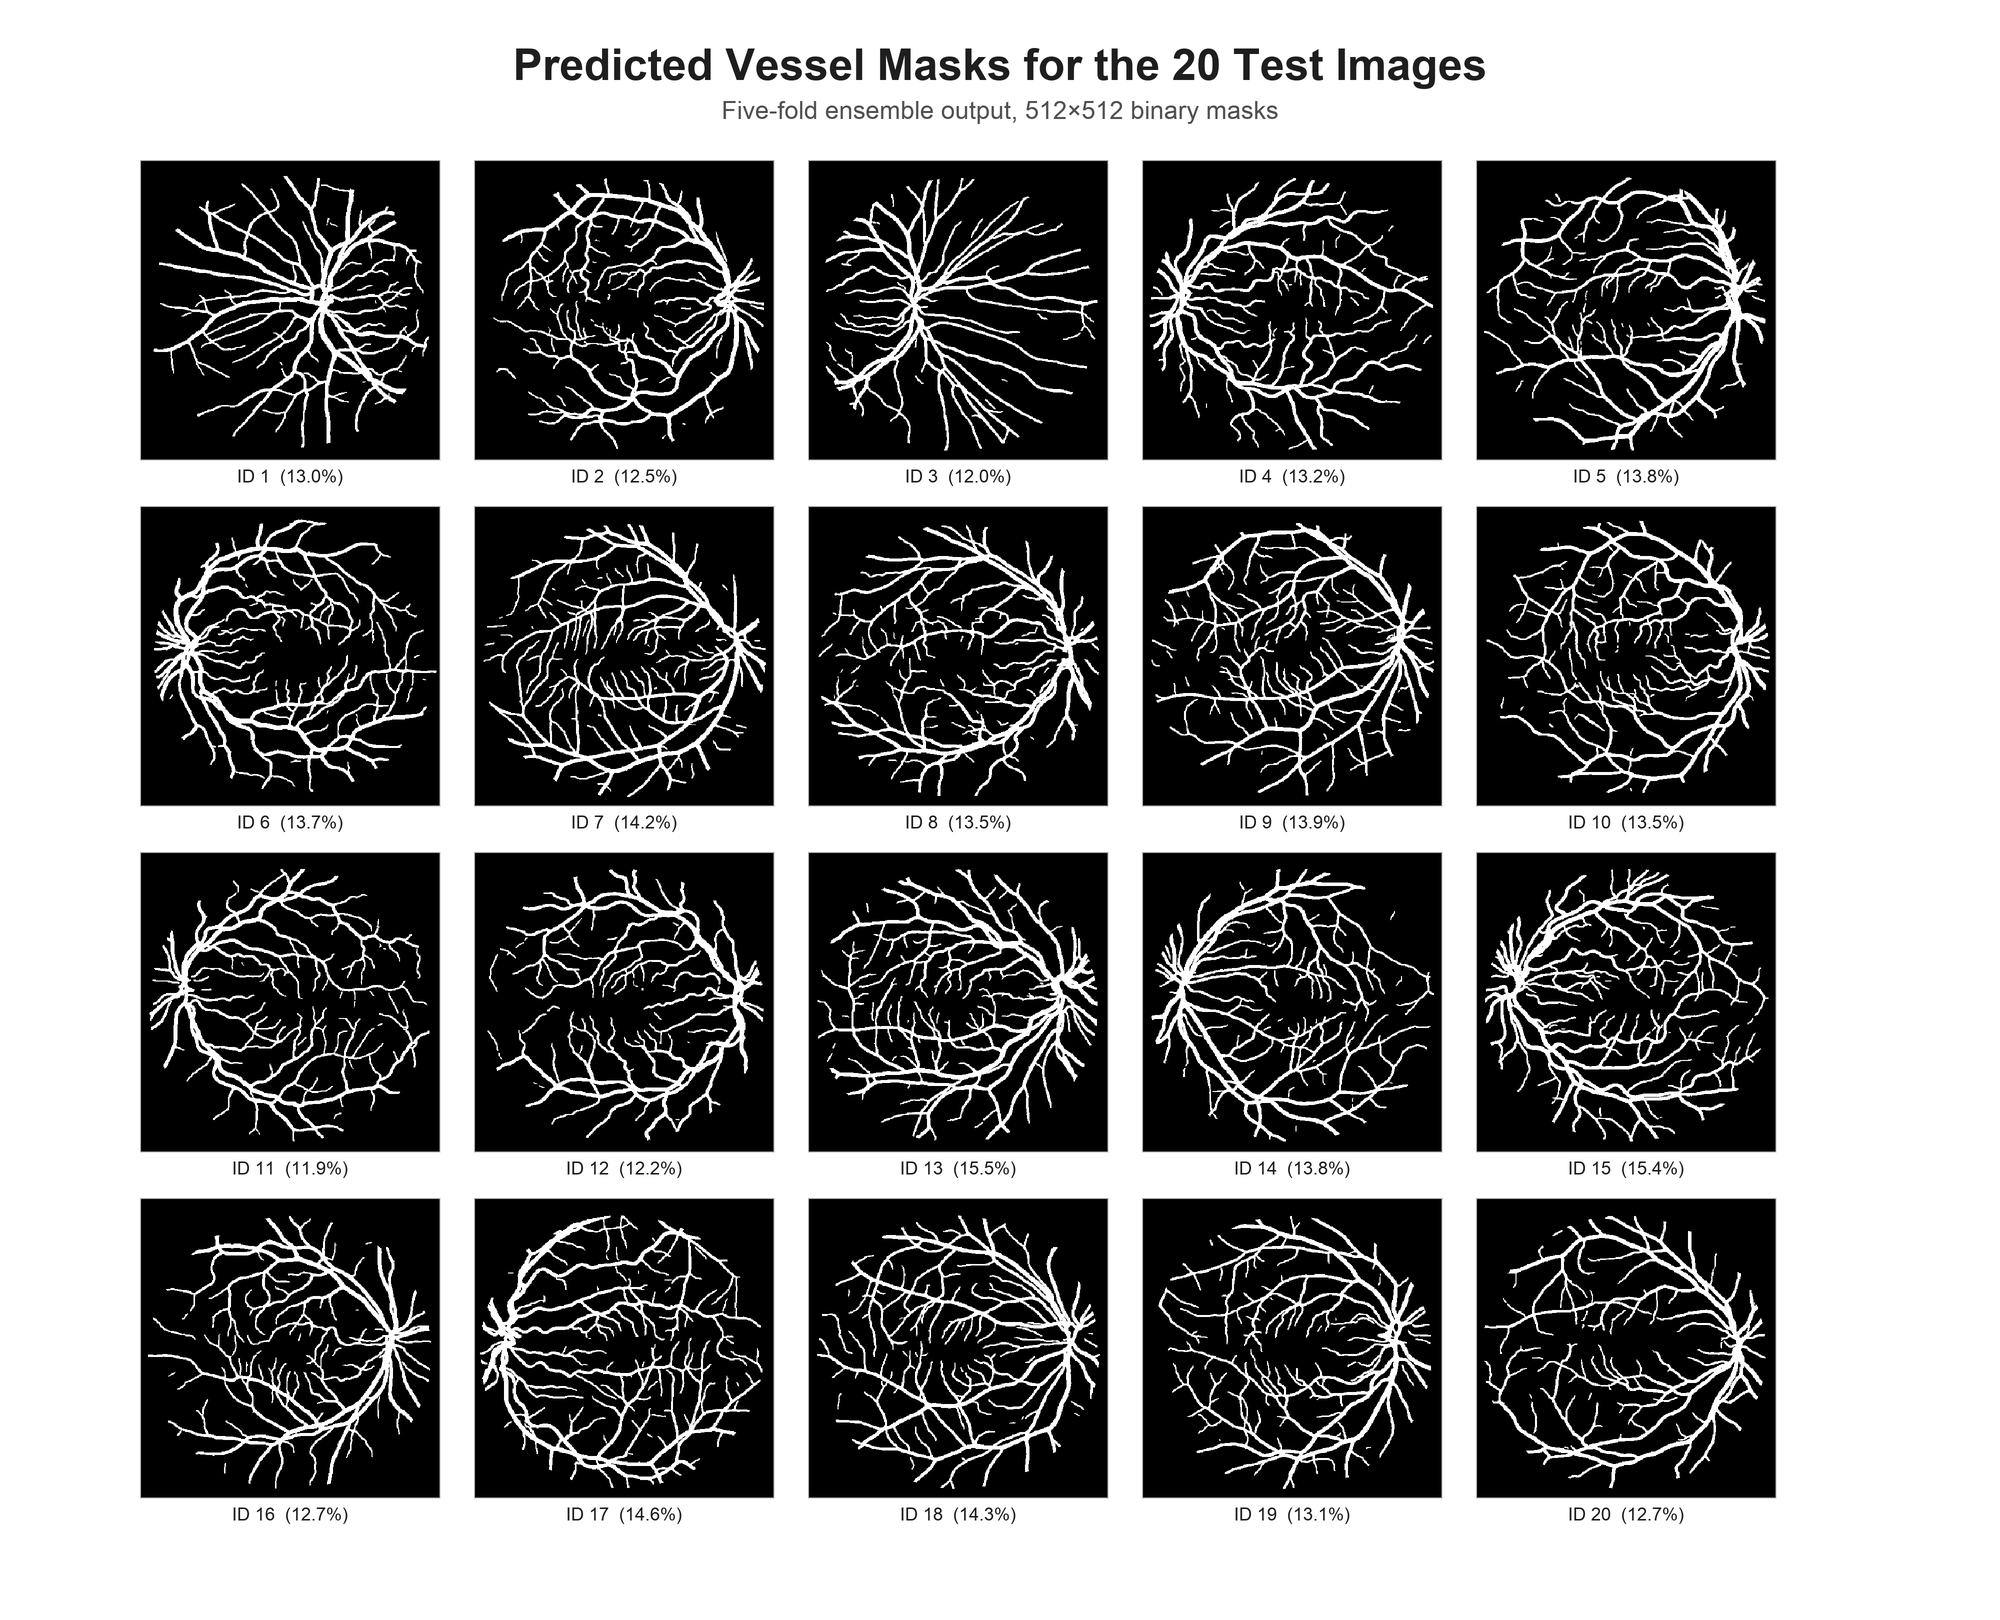 Predicted Vessel Masks for the 20 Test Images
Five-fold ensemble output, 512×512 binary masks
ID 1 (13.0%)
ID 2 (12.5%)
ID 3 (12.0%)
ID 4 (13.2%)
ID 5 (13.8%)
ID 6 (13.7%)
ID 7 (14.2%)
ID 8 (13.5%)
ID 9 (13.9%)
ID 10 (13.5%)
ID 11 (11.9%)
ID 12 (12.2%)
ID 13 (15.5%)
ID 14 (13.8%)
ID 15 (15.4%)
ID 16 (12.7%)
ID 17 (14.6%)
ID 18 (14.3%)
ID 19 (13.1%)
ID 20 (12.7%)